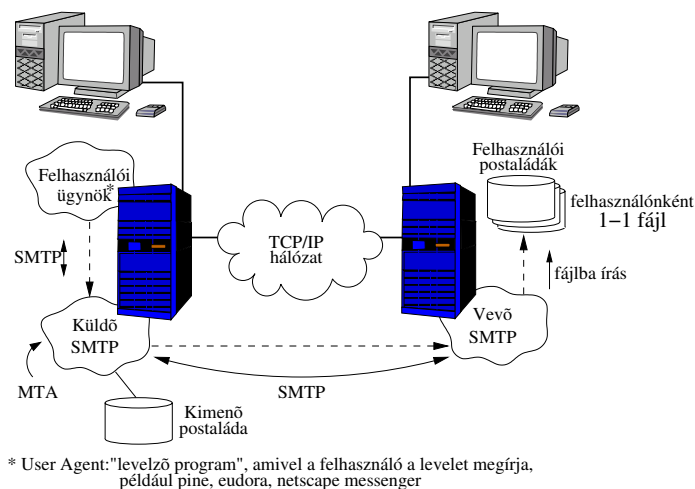 Felhasználói
ügynök*
SMTP
Küldõ
SMTP
MTA
Kimenõ
postaláda
TCP/IP
hálózat
SMTP
Felhasználói
postaládák
felhasználónként
1−1 fájl
fájlba írás
Vevõ
SMTP
* User Agent:"levelzõ program", amivel a felhasználó a levelet megírja,
például pine, eudora, netscape messenger